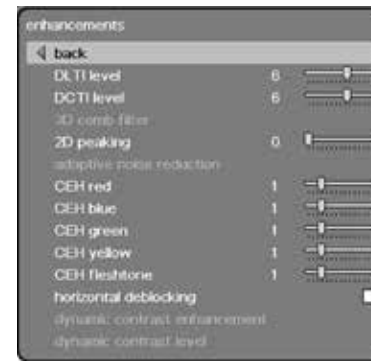 enhancements
back
DLTI level 6
DCTI level 6
3D comb filter
2D peaking 0
adaptive noise reduction
CEH red 1
CEH blue 1
CEH green 1
CEH yellow 1
CEH fleshtone 1
horizontal deblocking
dynamic contrast enhancement
dynamic contrast level